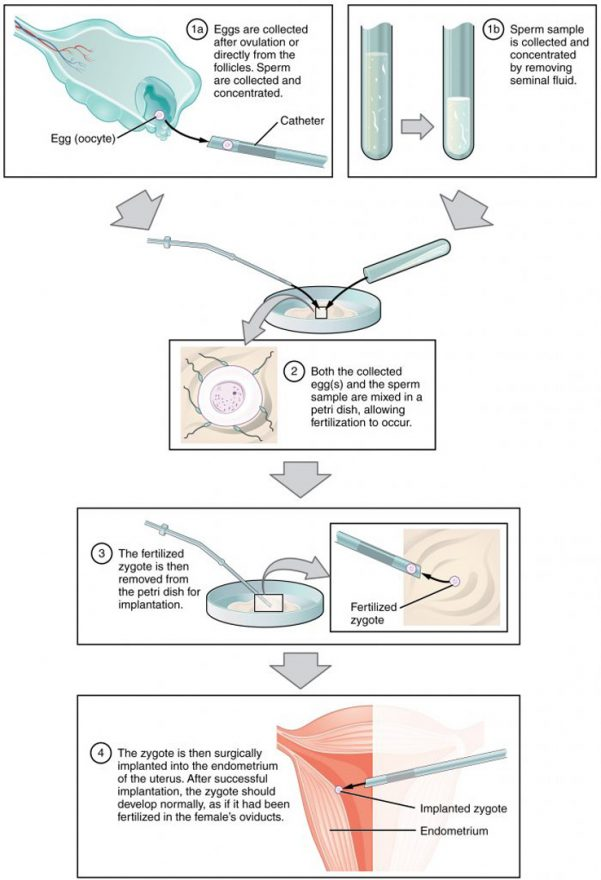 1a
Eggs are collected
after ovulation or
directly from the
follicles. Sperm
are collected and
concentrated.
Egg (oocyte)
Catheter
1b
Sperm sample
is collected and
concentrated
by removing
seminal fluid.
2
Both the collected
egg(s) and the sperm
sample are mixed in a
petri dish, allowing
fertilization to occur.
3
The fertilized
zygote is then
removed from
the petri dish for
implantation.
Fertilized
zygote
4
The zygote is then surgically
implanted into the endometrium
of the uterus. After successful
implantation, the zygote should
develop normally, as if it had been
fertilized in the female's oviducts.
Implanted zygote
Endometrium